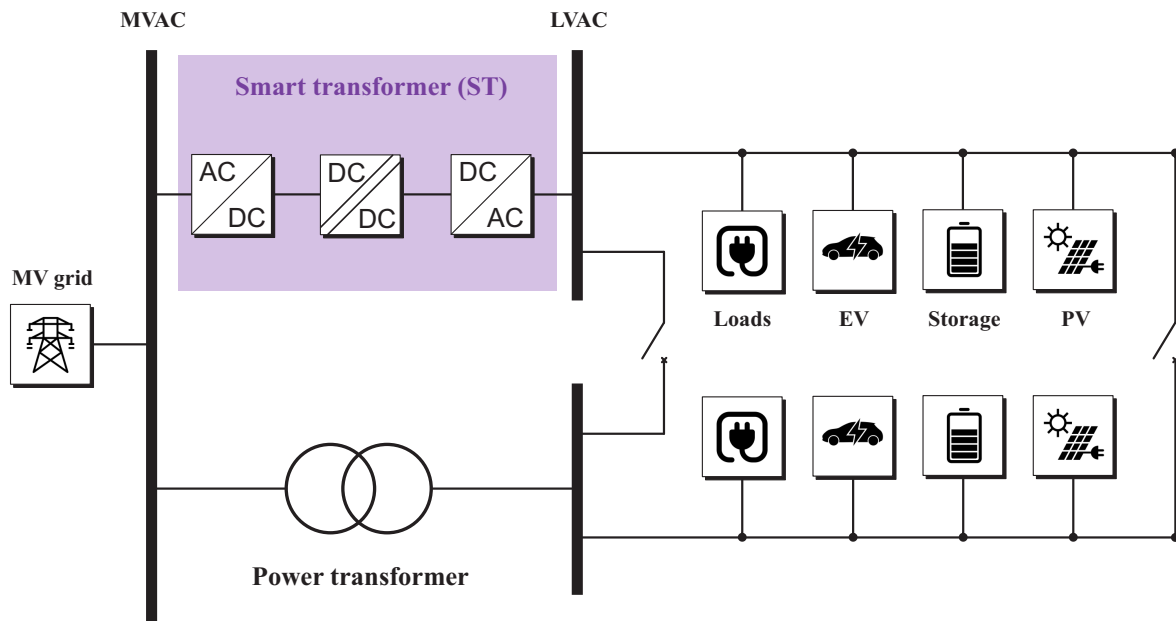 MVAC
LVAC
Smart transformer (ST)
AC
DC
DC
DC
DC
AC
MV grid
Loads
EV
Storage
PV
Power transformer